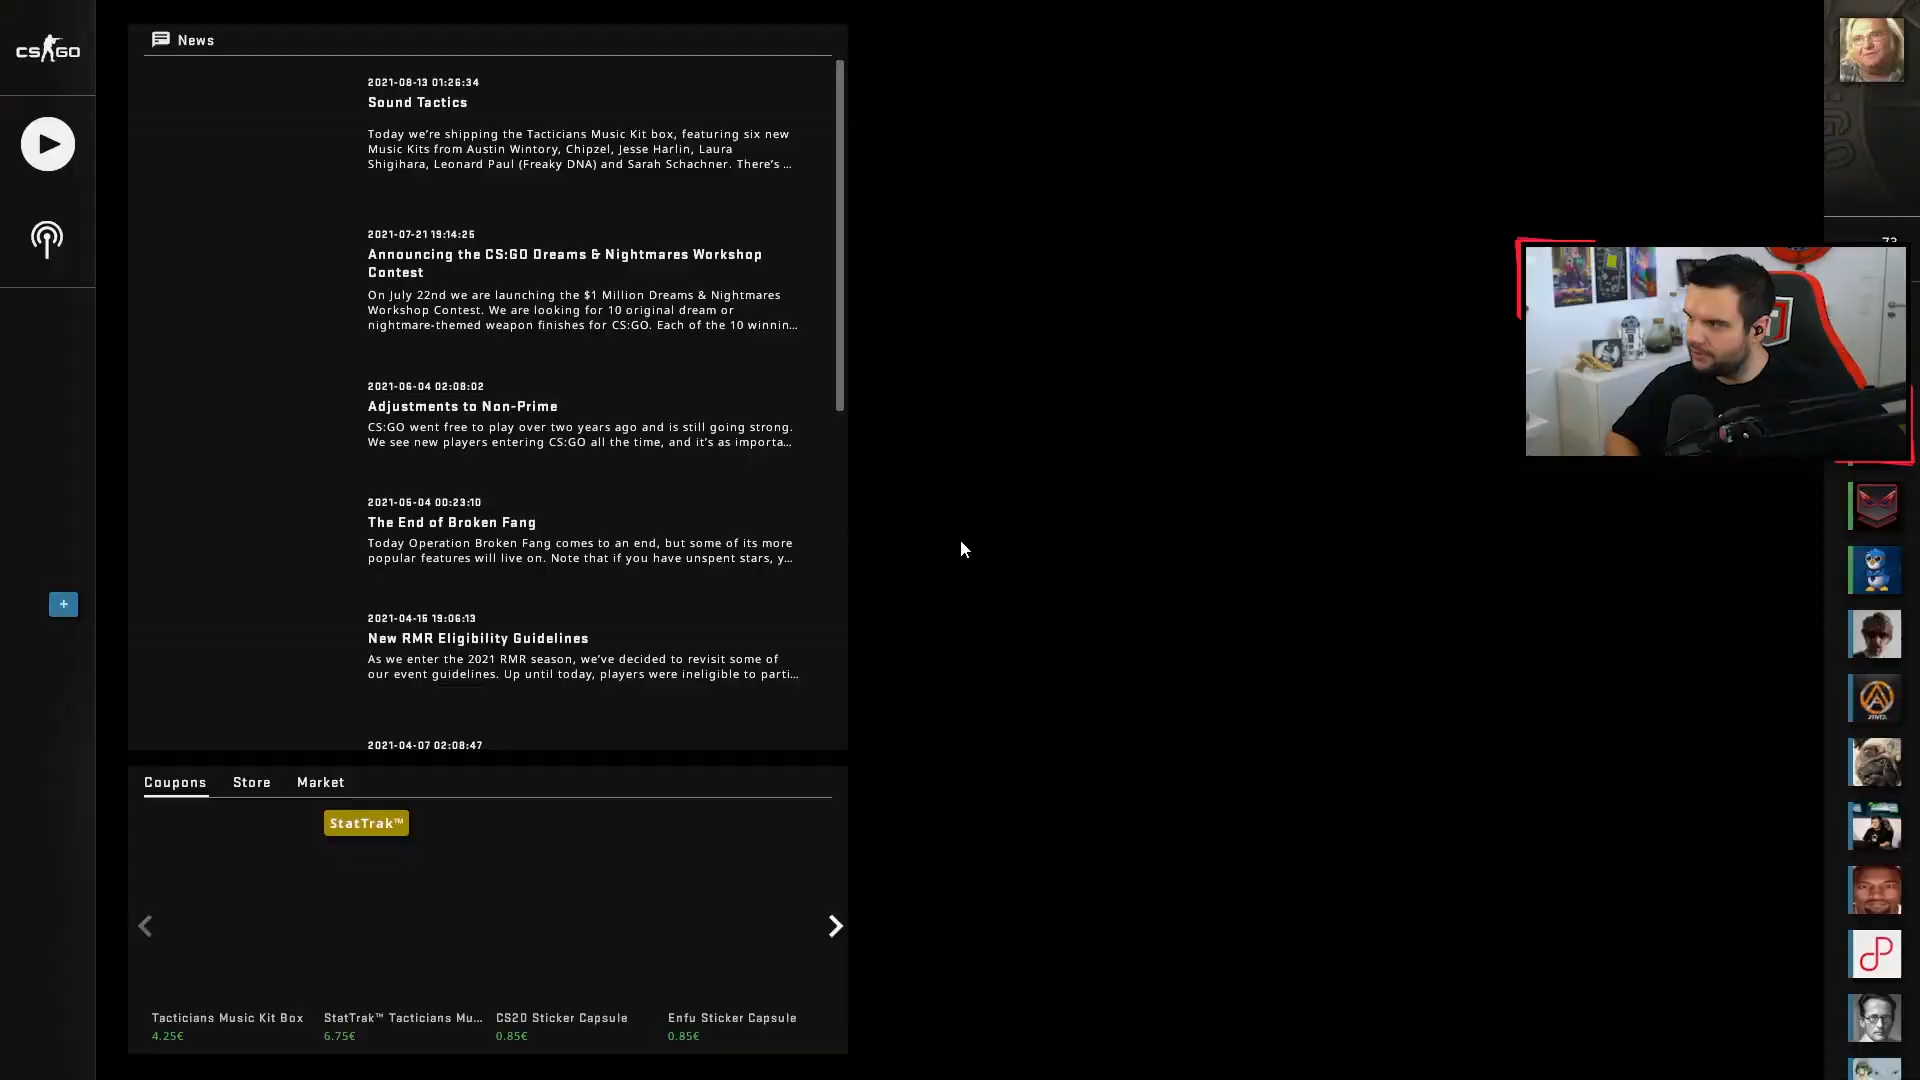 CS GO
News
2021-08-13 01:26:34
Sound Tactics
Today we're shipping the Tacticians Music Kit box, featuring six new
Music Kits from Austin Wintory, Chipzel, Jesse Harlin, Laura
Shigihara, Leonard Paul (Freaky DNA) and Sarah Schachner. There's ...
2021-07-21 19:14:25
Announcing the CS:GO Dreams & Nightmares Workshop
Contest
On July 22nd we are launching the $1 Million Dreams & Nightmares
Workshop Contest. We are looking for 10 original dream or
nightmare-themed weapon finishes for CS:GO. Each of the 10 winnin...
2021-06-04 02:08:02
Adjustments to Non-Prime
CS:GO went free to play over two years ago and is still going strong.
We see new players entering CS:GO all the time, and it's as importa...
2021-05-04 00:23:10
The End of Broken Fang
Today Operation Broken Fang comes to an end, but some of its more
popular features will live on. Note that if you have unspent stars, y...
2021-04-15 19:06:13
New RMR Eligibility Guidelines
As we enter the 2021 RMR season, we've decided to revisit some of
our event guidelines. Up until today, players were ineligible to parti...
2021-04-07 02:08:47
+
Coupons Store Market
StatTrak™
Tacticians Music Kit Box
4.25€
StatTrak™ Tacticians Mu...
6.75€
CS20 Sticker Capsule
0.85€
Enfu Sticker Capsule
0.85€